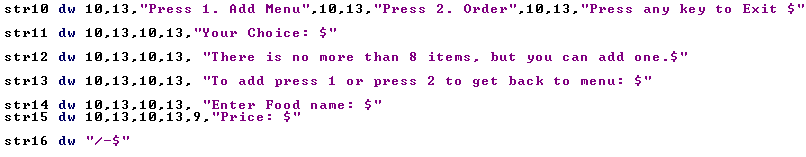 str10 dw 10,13,"Press 1. Add Menu",10,13,"Press 2. Order",10,13,"Press any key to Exit $"
str11 dw 10,13,10,13,"Your Choice: $"
str12 dw 10,13,10,13, "There is no more than 8 items, but you can add one.$"
str13 dw 10,13,10,13, "To add press 1 or press 2 to get back to menu: $"
str14 dw 10,13,10,13, "Enter Food name: $"
str15 dw 10,13,10,13,9,"Price: $"
str16 dw "/-$"